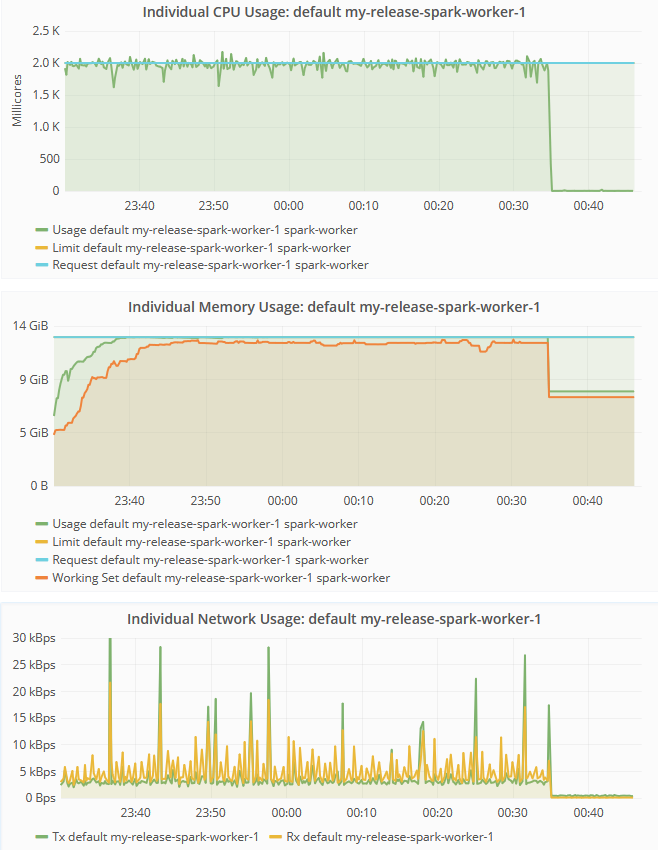 Individual CPU Usage: default my-release-spark-worker-1
2.5 K
2.0 K
1.5 K
1.0 K
500
0
Millicores
23:40 23:50 00:00 00:10 00:20 00:30 00:40
Usage default my-release-spark-worker-1 spark-worker
Limit default my-release-spark-worker-1 spark-worker
Request default my-release-spark-worker-1 spark-worker
Individual Memory Usage: default my-release-spark-worker-1
14 GiB
9 GiB
5 GiB
0 B
23:40 23:50 00:00 00:10 00:20 00:30 00:40
Usage default my-release-spark-worker-1 spark-worker
Limit default my-release-spark-worker-1 spark-worker
Request default my-release-spark-worker-1 spark-worker
Working Set default my-release-spark-worker-1 spark-worker
Individual Network Usage: default my-release-spark-worker-1
30 kBps
25 kBps
20 kBps
15 kBps
10 kBps
5 kBps
0 Bps
23:40 23:50 00:00 00:10 00:20 00:30 00:40
Tx default my-release-spark-worker-1 Rx default my-release-spark-worker-1